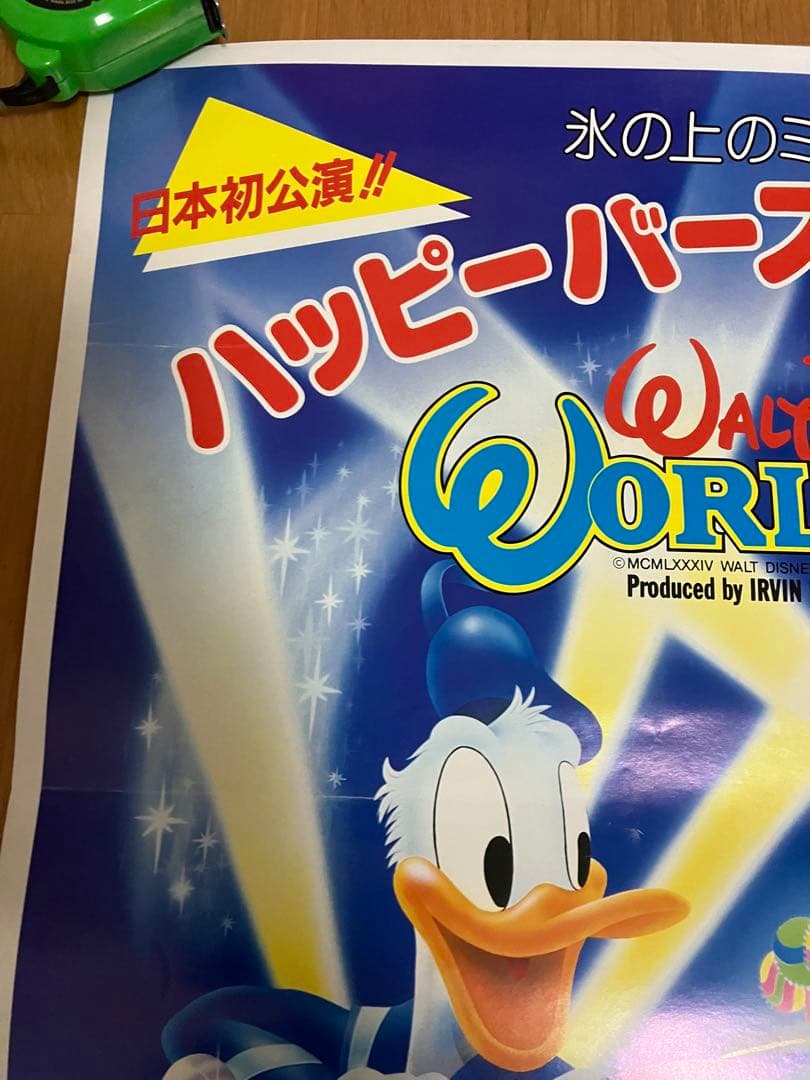 氷の上のミ
日本初公演!!
ハッピーバース
WALT
WORL
©MCMLXXXIV WALT DISNE
Produced by IRVIN